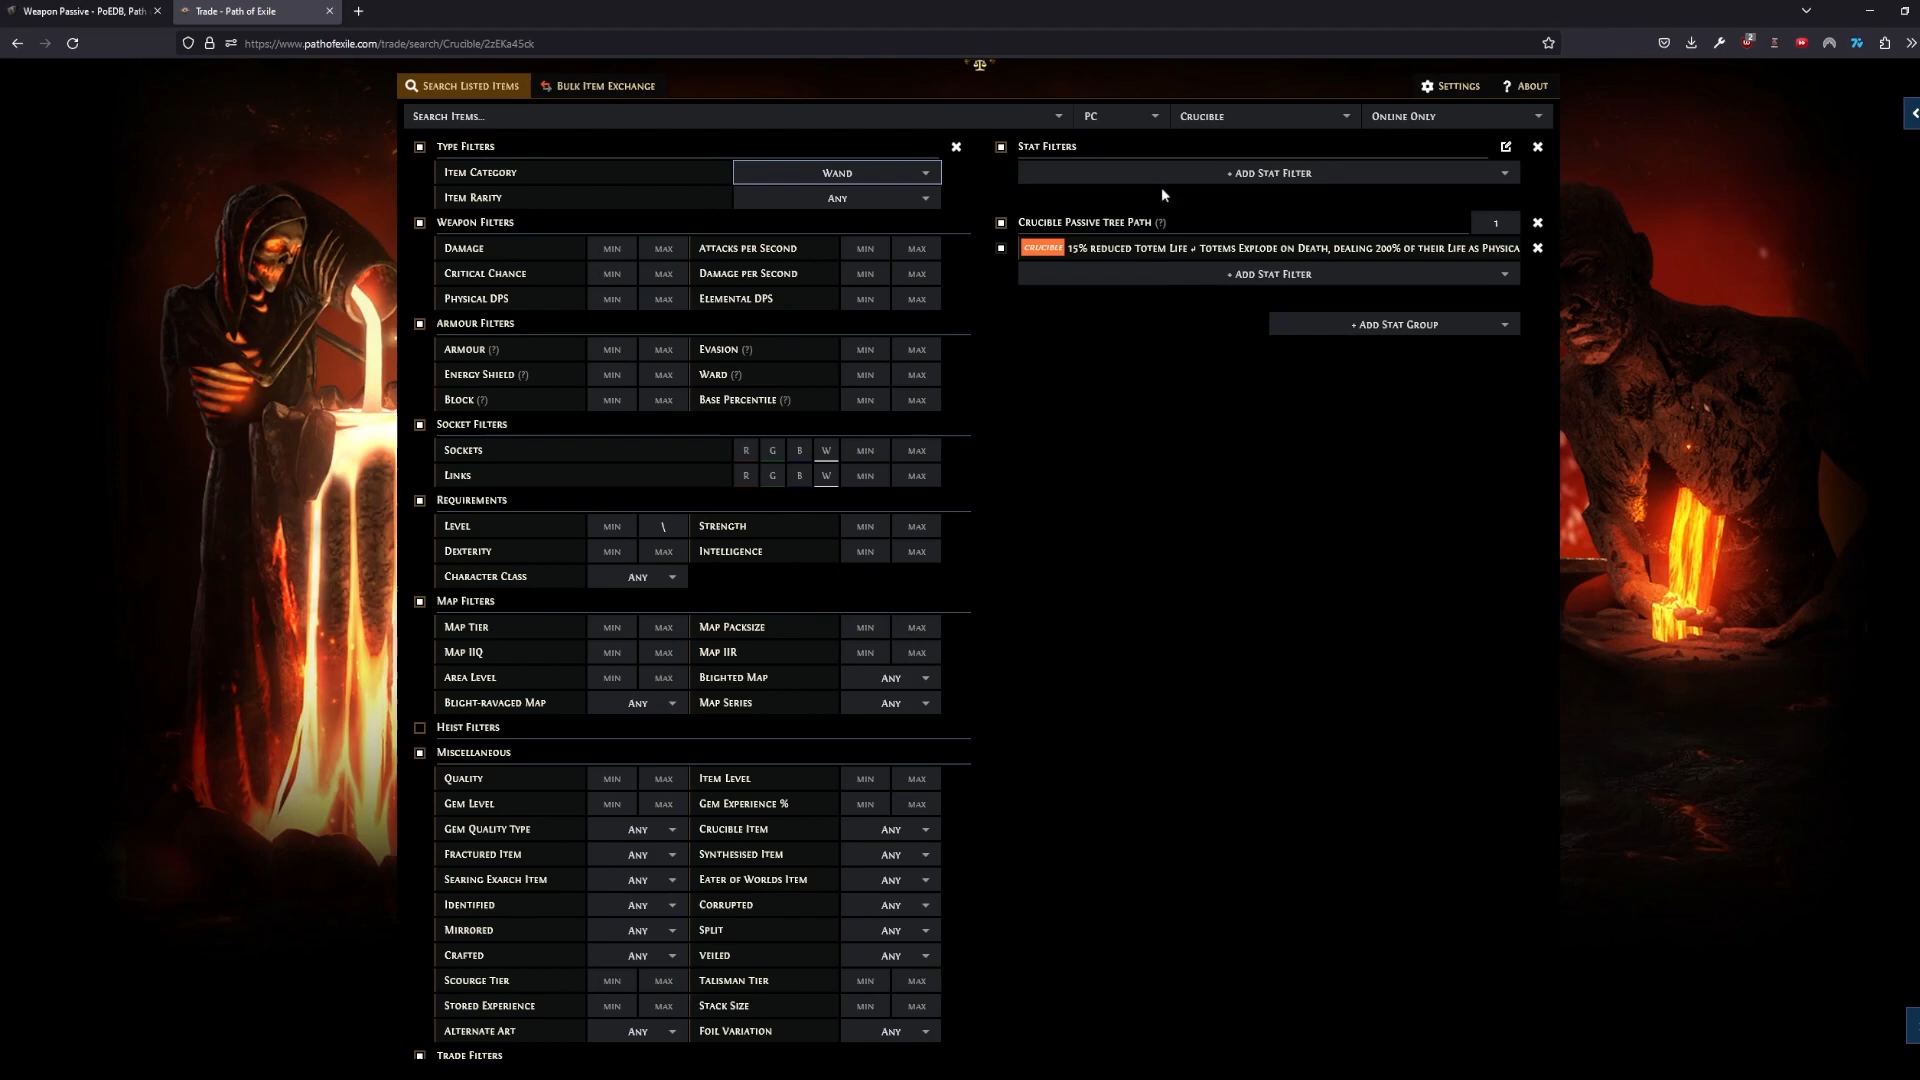 Weapon Passive - PoEDB, Path
Trade - Path of Exile
https://www.pathofexile.com/trade/search/Crucible/2zEKa45ck
2
Search Listed Items
Bulk Item Exchange
Settings
? About
Search Items...
PC
Crucible
Online Only
Type Filters
Item Category
Wand
Item Rarity
Any
Weapon Filters
Damage MIN MAX Attacks per Second MIN MAX
Critical Chance MIN MAX Damage per Second MIN MAX
Physical DPS MIN MAX Elemental DPS MIN MAX
Armour Filters
Armour (?) MIN MAX Evasion (?) MIN MAX
Energy Shield (?) MIN MAX Ward (?) MIN MAX
Block (?) MIN MAX Base Percentile (?) MIN MAX
Socket Filters
Sockets R G B W MIN MAX
Links R G B W MIN MAX
Requirements
Level MIN \ Strength MIN MAX
Dexterity MIN MAX Intelligence MIN MAX
Character Class Any
Map Filters
Map Tier MIN MAX Map Packsize MIN MAX
Map IIQ MIN MAX Map IIR MIN MAX
Area Level MIN MAX Blighted Map Any
Blight-ravaged Map Any Map Series Any
Heist Filters
Miscellaneous
Quality MIN MAX Item Level MIN MAX
Gem Level MIN MAX Gem Experience % MIN MAX
Gem Quality Type Any Crucible Item Any
Fractured Item Any Synthesised Item Any
Searing Exarch Item Any Eater of Worlds Item Any
Identified Any Corrupted Any
Mirrored Any Split Any
Crafted Any Veiled Any
Scourge Tier MIN MAX Talisman Tier MIN MAX
Stored Experience MIN MAX Stack Size MIN MAX
Alternate Art Any Foil Variation Any
Trade Filters
Stat Filters
+ Add Stat Filter
Crucible Passive Tree Path (?) 1
Crucible 15% reduced Totem Life ↲ Totems Explode on Death, dealing 200% of their Life as Physica
+ Add Stat Filter
+ Add Stat Group